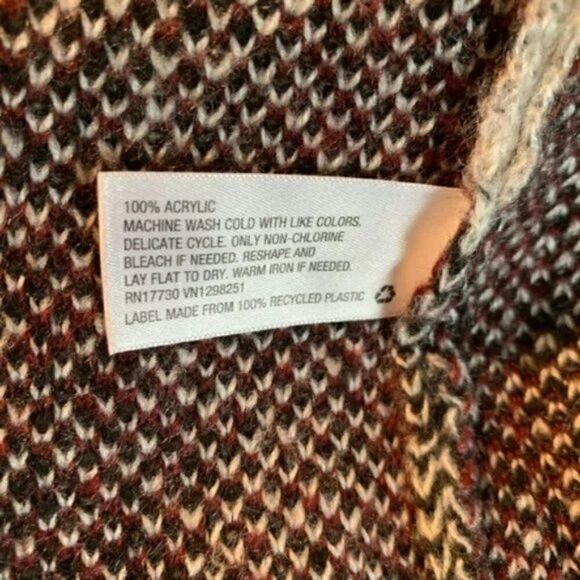 100% ACRYLIC
MACHINE WASH COLD WITH LIKE COLORS.
DELICATE CYCLE. ONLY NON-CHLORINE
BLEACH IF NEEDED. RESHAPE AND
LAY FLAT TO DRY. WARM IRON IF NEEDED.
RN17730 VN1298251
LABEL MADE FROM 100% RECYCLED PLASTIC